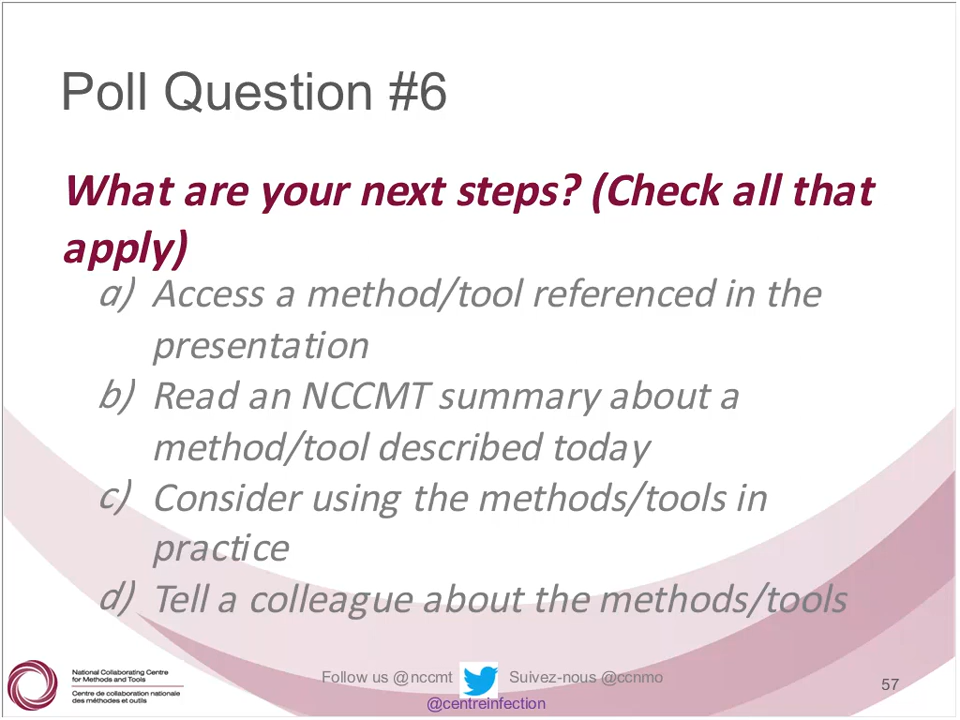 Poll Question #6
What are your next steps? (Check all that
apply)
a) Access a method/tool referenced in the
presentation
b) Read an NCCMT summary about a
method/tool described today
c) Consider using the methods/tools in
practice
d) Tell a colleague about the methods/tools
National Collaborating Centre
for Methods and Tools
Centre de collaboration nationale
des méthodes et outils
Follow us @nccmt Suivez-nous @ccnmo
@centreinfection
57